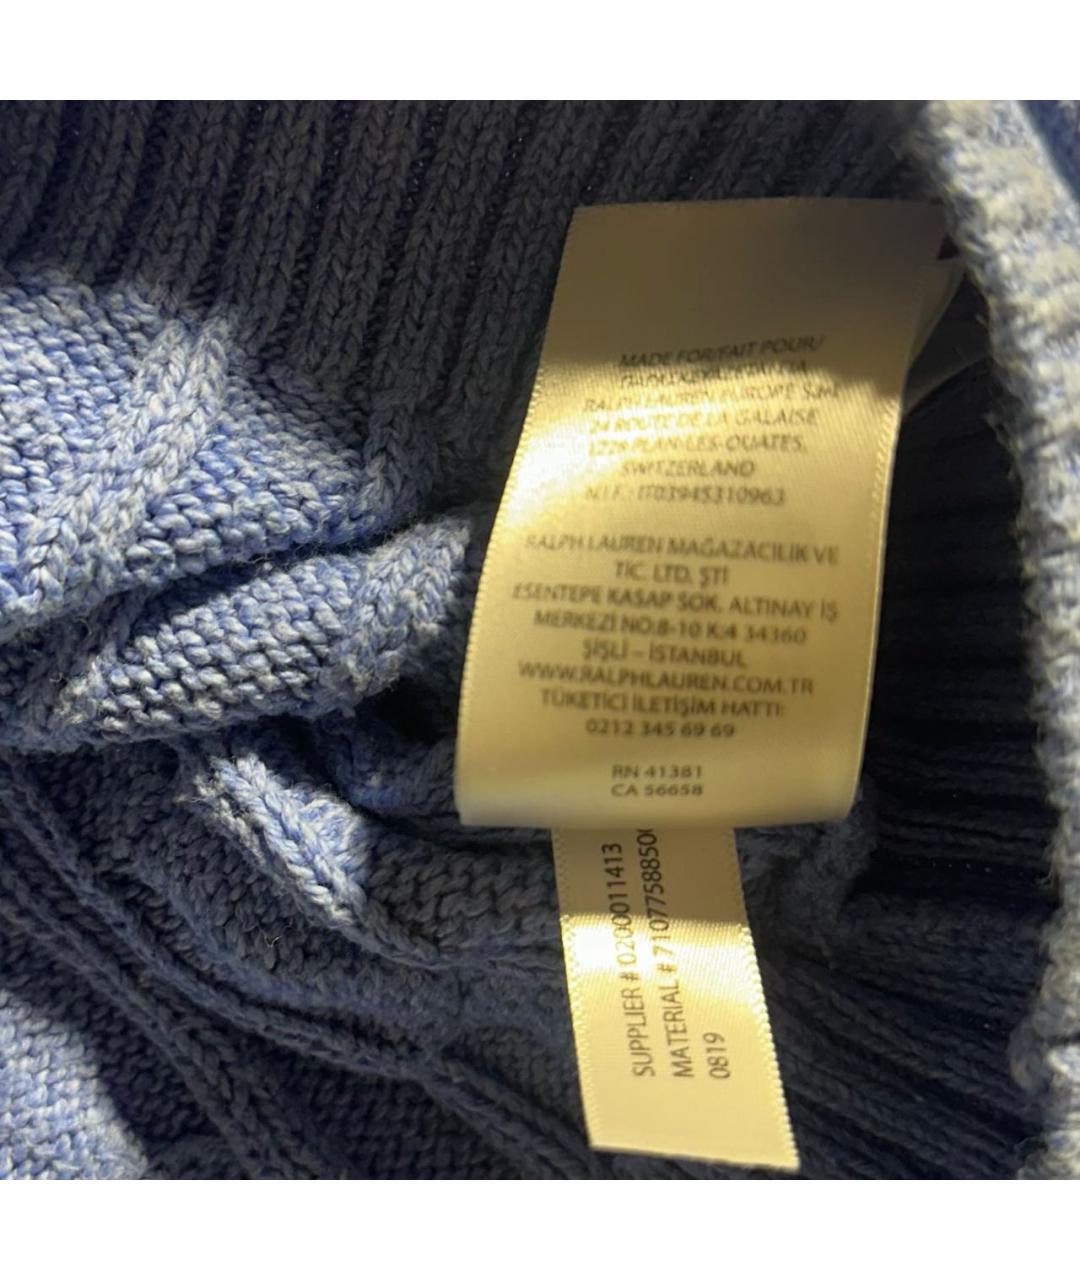 MADE FOR/FAIT POUR/
RALPH LAUREN EUROPE SàRL
24 ROUTE DE LA GALAISE
1228 PLAN-LES-OUATES,
SWITZERLAND
N.I.F.: IT03945310963
RALPH LAUREN MAĞAZACILIK VE
TİC. LTD. ŞTİ
ESENTEPE KASAP SOK. ALTINAY İŞ
MERKEZİ NO:8-10 K:4 34360
ŞİŞLİ – İSTANBUL
WWW.RALPHLAUREN.COM.TR
TÜKETİCİ İLETİŞİM HATTI:
0212 345 69 69
RN 41381
CA 56658
SUPPLIER # 0200011413
MATERIAL # 7107758850
0819